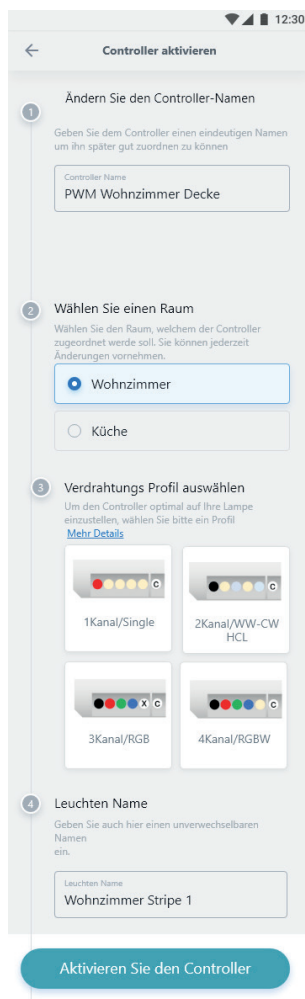 12:30
Controller aktivieren
1
Ändern Sie den Controller-Namen
Geben Sie dem Controller einen eindeutigen Namen
um ihn später gut zuordnen zu können
Controller Name
PWM Wohnzimmer Decke
2
Wählen Sie einen Raum
Wählen Sie den Raum, welchem der Controller
zugeordnet werde soll. Sie können jederzeit
Änderungen vornehmen.
Wohnzimmer
Küche
3
Verdrahtungs Profil auswählen
Um den Controller optimal auf Ihre Lampe
einzustellen, wählen Sie bitte ein Profil
Mehr Details
C
1Kanal/Single
C
2Kanal/WW-CW
HCL
X C
3Kanal/RGB
C
4Kanal/RGBW
4
Leuchten Name
Geben Sie auch hier einen unverwechselbaren
Namen
ein.
Leuchten Name
Wohnzimmer Stripe 1
Aktivieren Sie den Controller